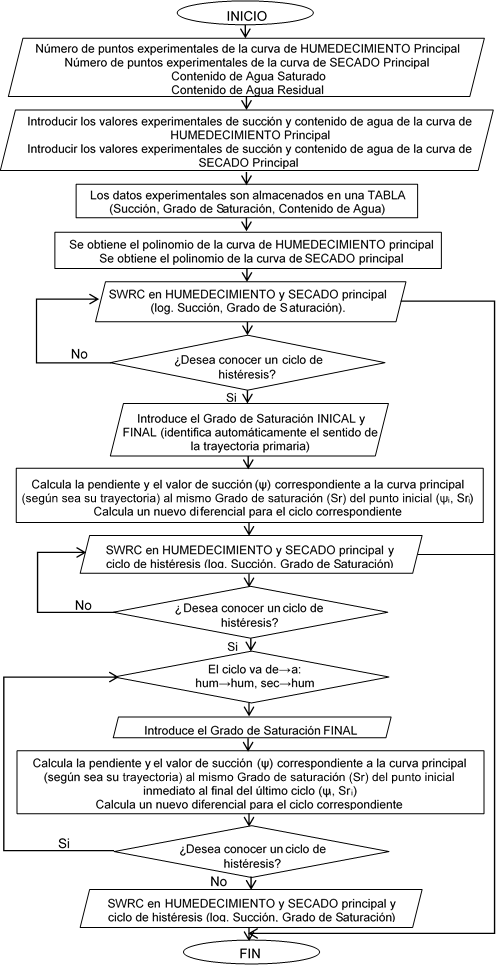 INICIO
Número de puntos experimentales de la curva de HUMEDECIMIENTO Principal
Número de puntos experimentales de la curva de SECADO Principal
Contenido de Agua Saturado
Contenido de Agua Residual
Introducir los valores experimentales de succión y contenido de agua de la curva de
HUMEDECIMIENTO Principal
Introducir los valores experimentales de succión y contenido de agua de la curva de
SECADO Principal
Los datos experimentales son almacenados en una TABLA
(Succión, Grado de Saturación, Contenido de Agua)
Se obtiene el polinomio de la curva de HUMEDECIMIENTO principal
Se obtiene el polinomio de la curva de SECADO principal
SWRC en HUMEDECIMIENTO y SECADO principal
(log. Succión, Grado de Saturación).
No
¿Desea conocer un ciclo de
histéresis?
Si
Introduce el Grado de Saturación INICAL y
FINAL (identifica automáticamente el sentido de
la trayectoria primaria)
Calcula la pendiente y el valor de succión (ψ) correspondiente a la curva principal
(según sea su trayectoria) al mismo Grado de saturación (Sr) del punto inicial (ψᵢ, Srᵢ)
Calcula un nuevo diferencial para el ciclo correspondiente
SWRC en HUMEDECIMIENTO y SECADO principal y
ciclo de histéresis (log. Succión. Grado de Saturación)
No
¿Desea conocer un ciclo de
histéresis?
Si
El ciclo va de→a:
hum→hum, sec→hum
Introduce el Grado de Saturación FINAL
Calcula la pendiente y el valor de succión (ψ) correspondiente a la curva principal
(según sea su trayectoria) al mismo Grado de saturación (Sr) del punto inicial
inmediato al final del último ciclo (ψᵢ, Srᵢ)
Calcula un nuevo diferencial para el ciclo correspondiente
Si
¿Desea conocer un ciclo de
histéresis?
No
SWRC en HUMEDECIMIENTO y SECADO principal y
ciclo de histéresis (log. Succión. Grado de Saturación)
FIN